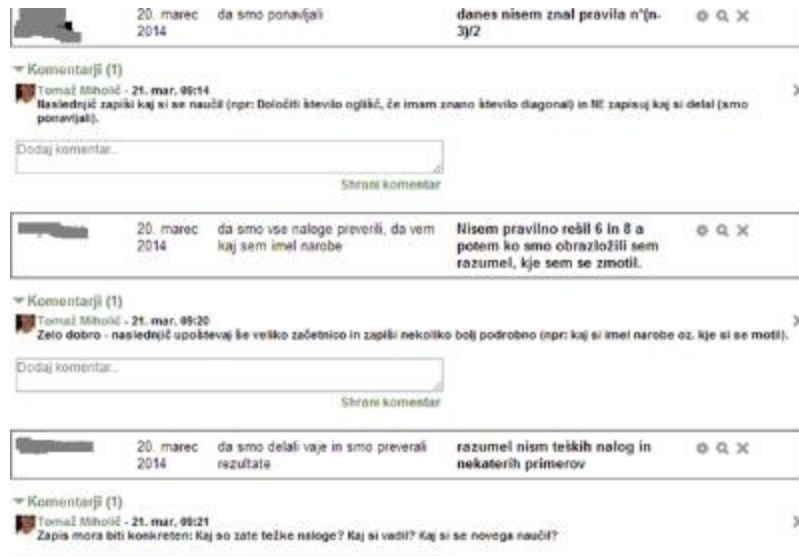 20. marec da smo ponavljali danes nisem znal pravila n*(n-
2014 3)/2
Komentarji (1)
Tomaž Miholič - 21. mar, 09:14
Naslednjič zapiši kaj si se naučil (npr: Določiti število oglišč, če imam znano število diagonal) in NE zapisuj kaj si delal (smo
ponavljali).
Dodaj komentar...
Shrani komentar
20. marec da smo vse naloge preverili, da vem Nisem pravilno rešil 6 in 8 a
2014 kaj sem imel narobe potem ko smo obrazložili sem
razumel, kje sem se zmotil.
Komentarji (1)
Tomaž Miholič - 21. mar, 09:20
Zelo dobro - naslednjič upoštevaj še veliko začetnico in zapiši nekoliko bolj podrobno (npr: kaj si imel narobe oz. kje si se motil).
Dodaj komentar...
Shrani komentar
20. marec da smo delali vaje in smo preverali razumel nism teških nalog in
2014 rezultate nekaterih primerov
Komentarji (1)
Tomaž Miholič - 21. mar, 09:21
Zapis mora biti konkreten: Kaj so zate težke naloge? Kaj si vadil? Kaj si se novega naučil?